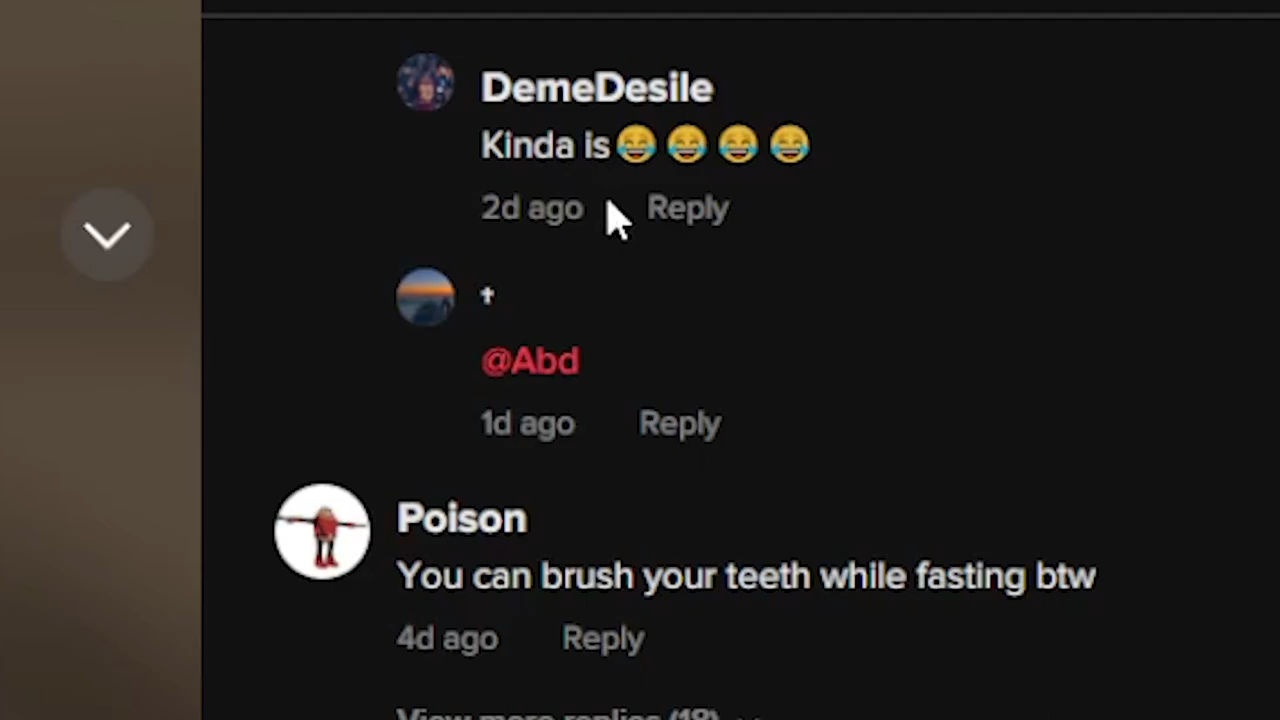 DemeDesile
Kinda is😂😂😂😂
2d ago Reply
✝
@Abd
1d ago Reply
Poison
You can brush your teeth while fasting btw
4d ago Reply
View more replies (18)